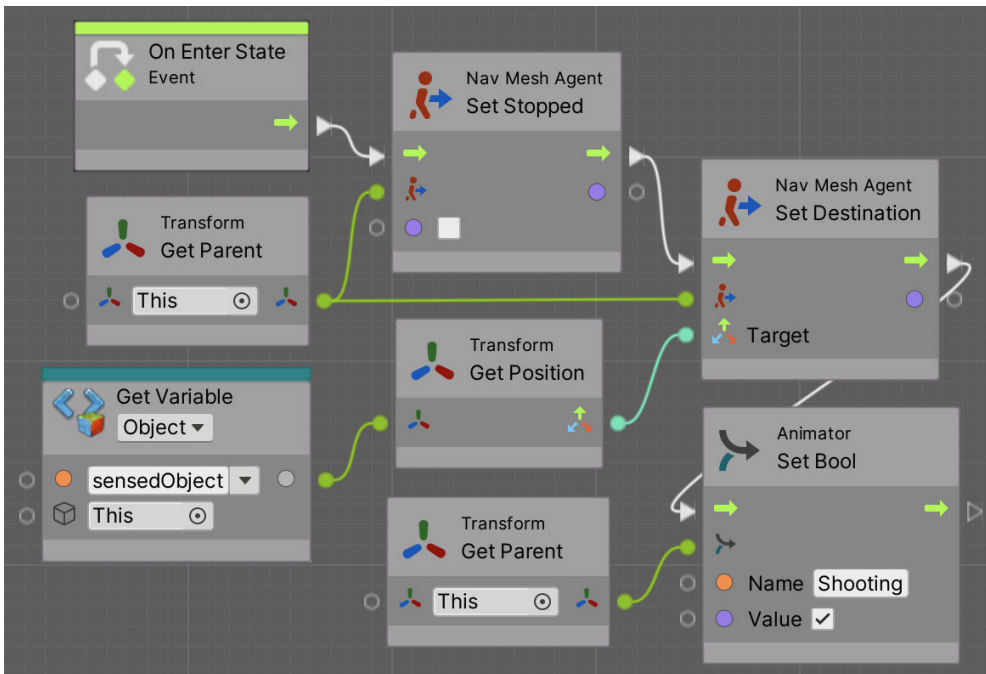 On Enter State
Event
Nav Mesh Agent
Set Stopped
Transform
Get Parent
This
Nav Mesh Agent
Set Destination
Target
Get Variable
Object
sensedObject
This
Transform
Get Position
Transform
Get Parent
This
Animator
Set Bool
Name Shooting
Value